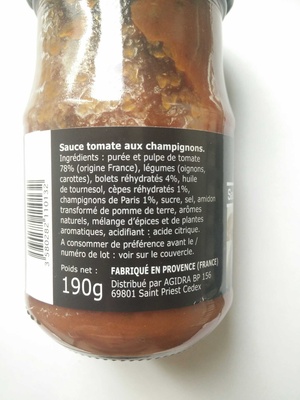 Sauce tomate aux champignons.
Ingrédients : purée et pulpe de tomate
78% (origine France), légumes (oignons,
carottes), bolets réhydratés 4%, huile
de tournesol, cèpes réhydratés 1%,
champignons de Paris 1%, sucre, sel, amidon
transformé de pomme de terre, arômes
naturels, mélange d'épices et de plantes
aromatiques, acidifiant : acide citrique.
A consommer de préférence avant le /
numéro de lot : voir sur le couvercle.
Poids net :
190g
FABRIQUÉ EN PROVENCE (FRANCE)
Distribué par AGIDRA BP 156
69801 Saint Priest Cedex
3 580282 110132